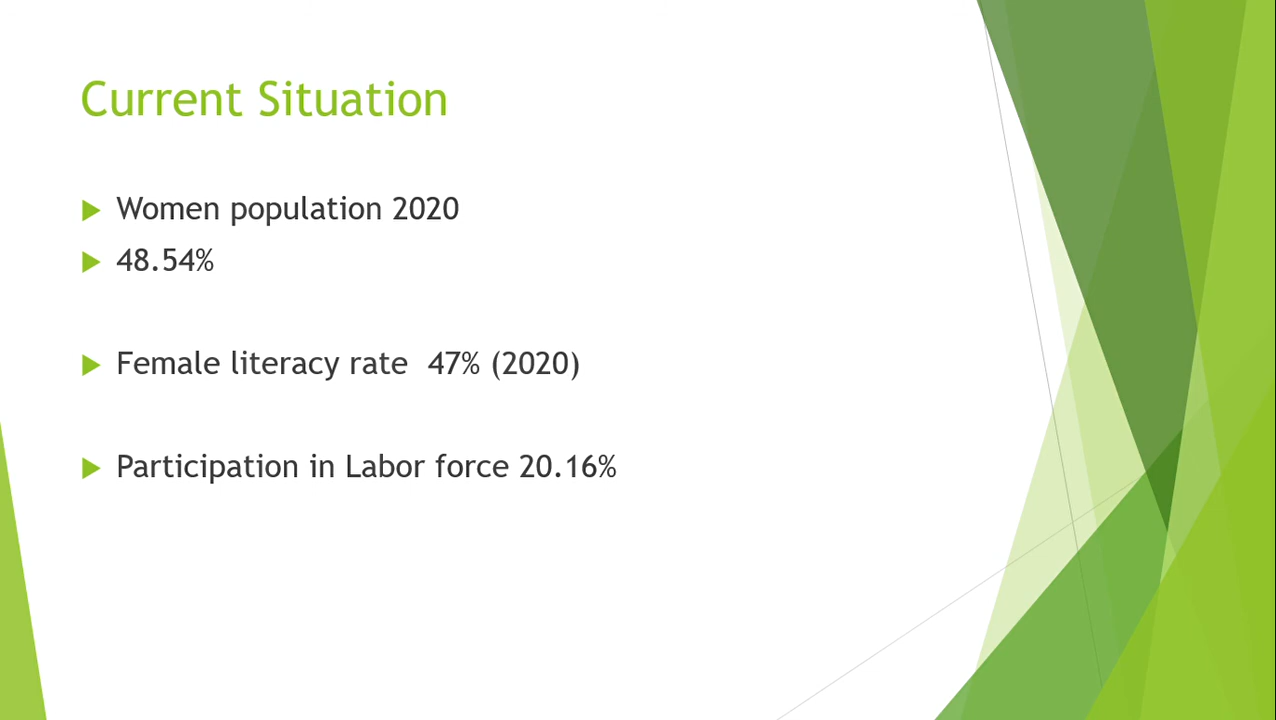 Current Situation
Women population 2020
48.54%
Female literacy rate  47% (2020)
Participation in Labor force 20.16%